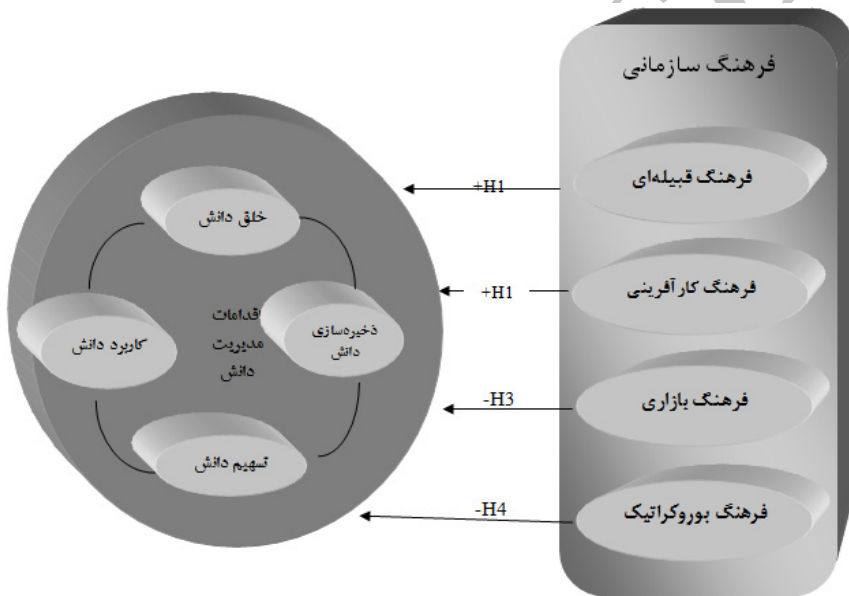 فرهنگ سازمانی
فرهنگ قبیله‌ای
+H1
فرهنگ کارآفرینی
+H1
فرهنگ بازاری
-H3
فرهنگ بوروکراتیک
-H4
خلق دانش
ذخیره‌سازی
دانش
اقدامات
مدیریت
دانش
کاربرد دانش
تسهیم دانش